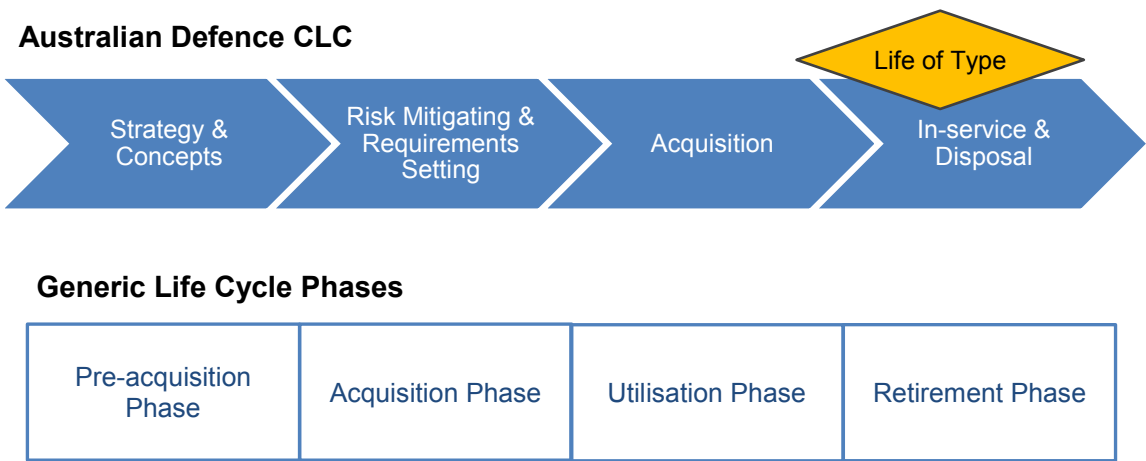 Australian Defence CLC
Life of Type
Strategy &
Concepts
Risk Mitigating &
Requirements
Setting
Acquisition
In-service &
Disposal
Generic Life Cycle Phases
Pre-acquisition
Phase
Acquisition Phase
Utilisation Phase
Retirement Phase